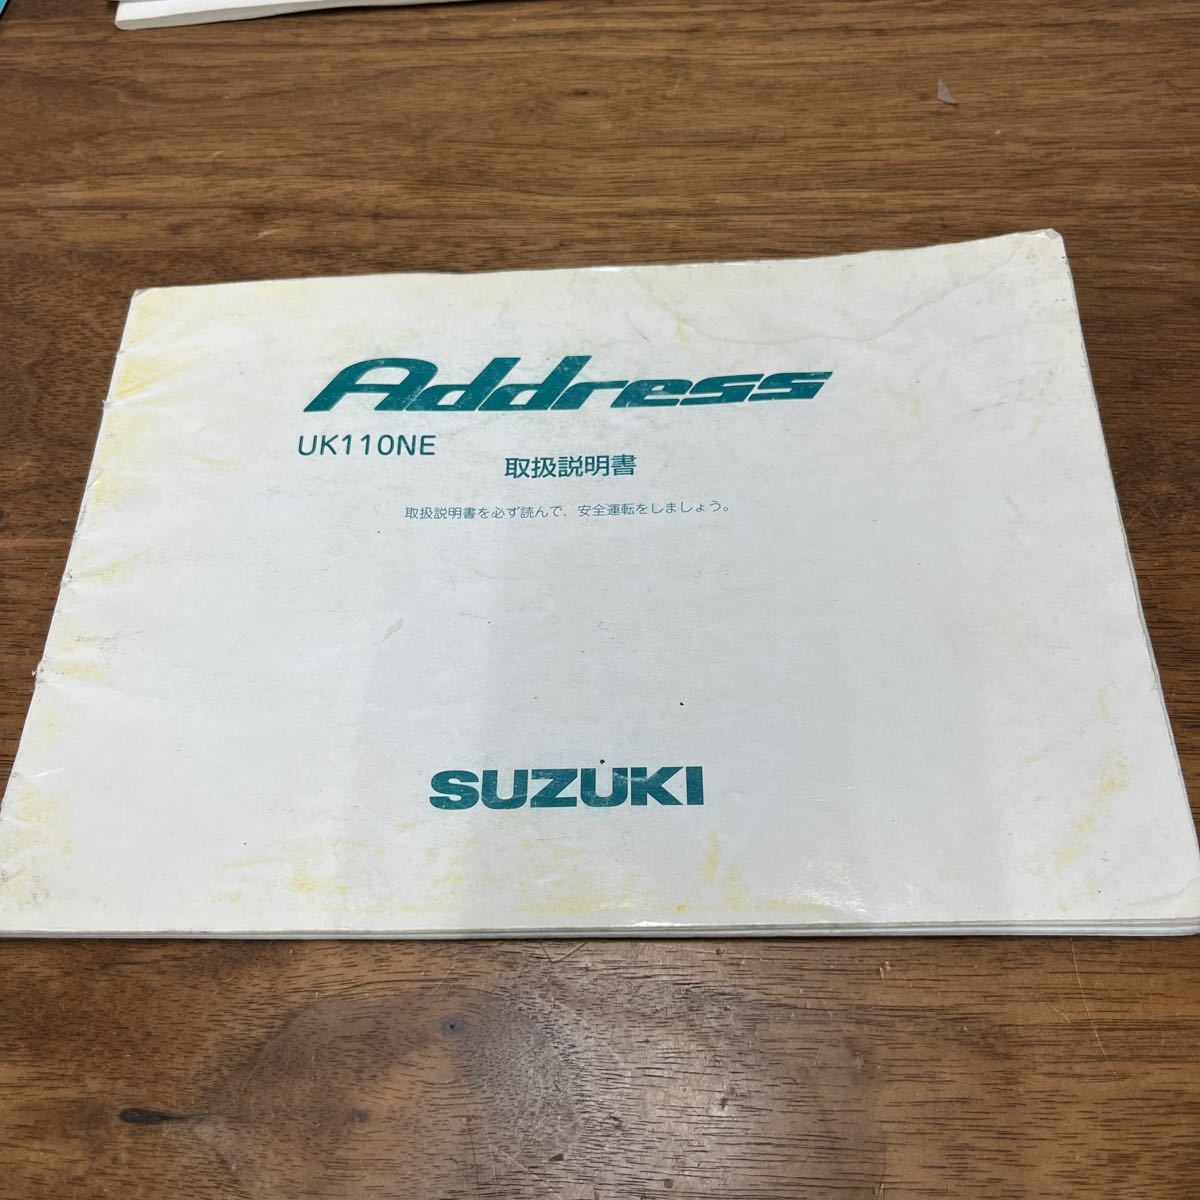 Address
UK110NE
取扱説明書
取扱説明書を必ず読んで、安全運転をしましょう。
SUZUKI